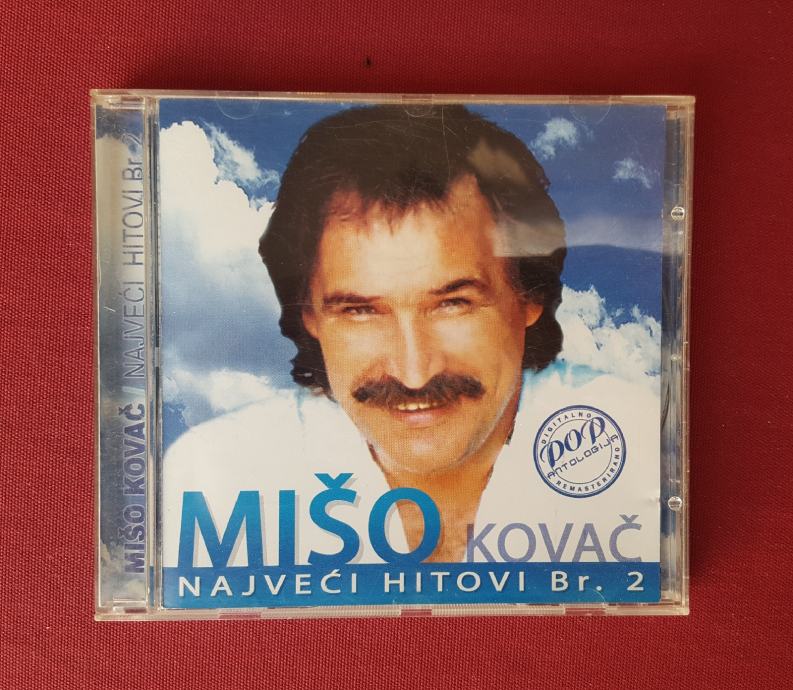 MIŠO KOVAČ / NAJVEĆI HITOVI Br. 2
DIGITALNO
POP
ANTOLOGIJA
REMASTERIRANO
MIŠO KOVAČ
NAJVEĆI HITOVI Br. 2